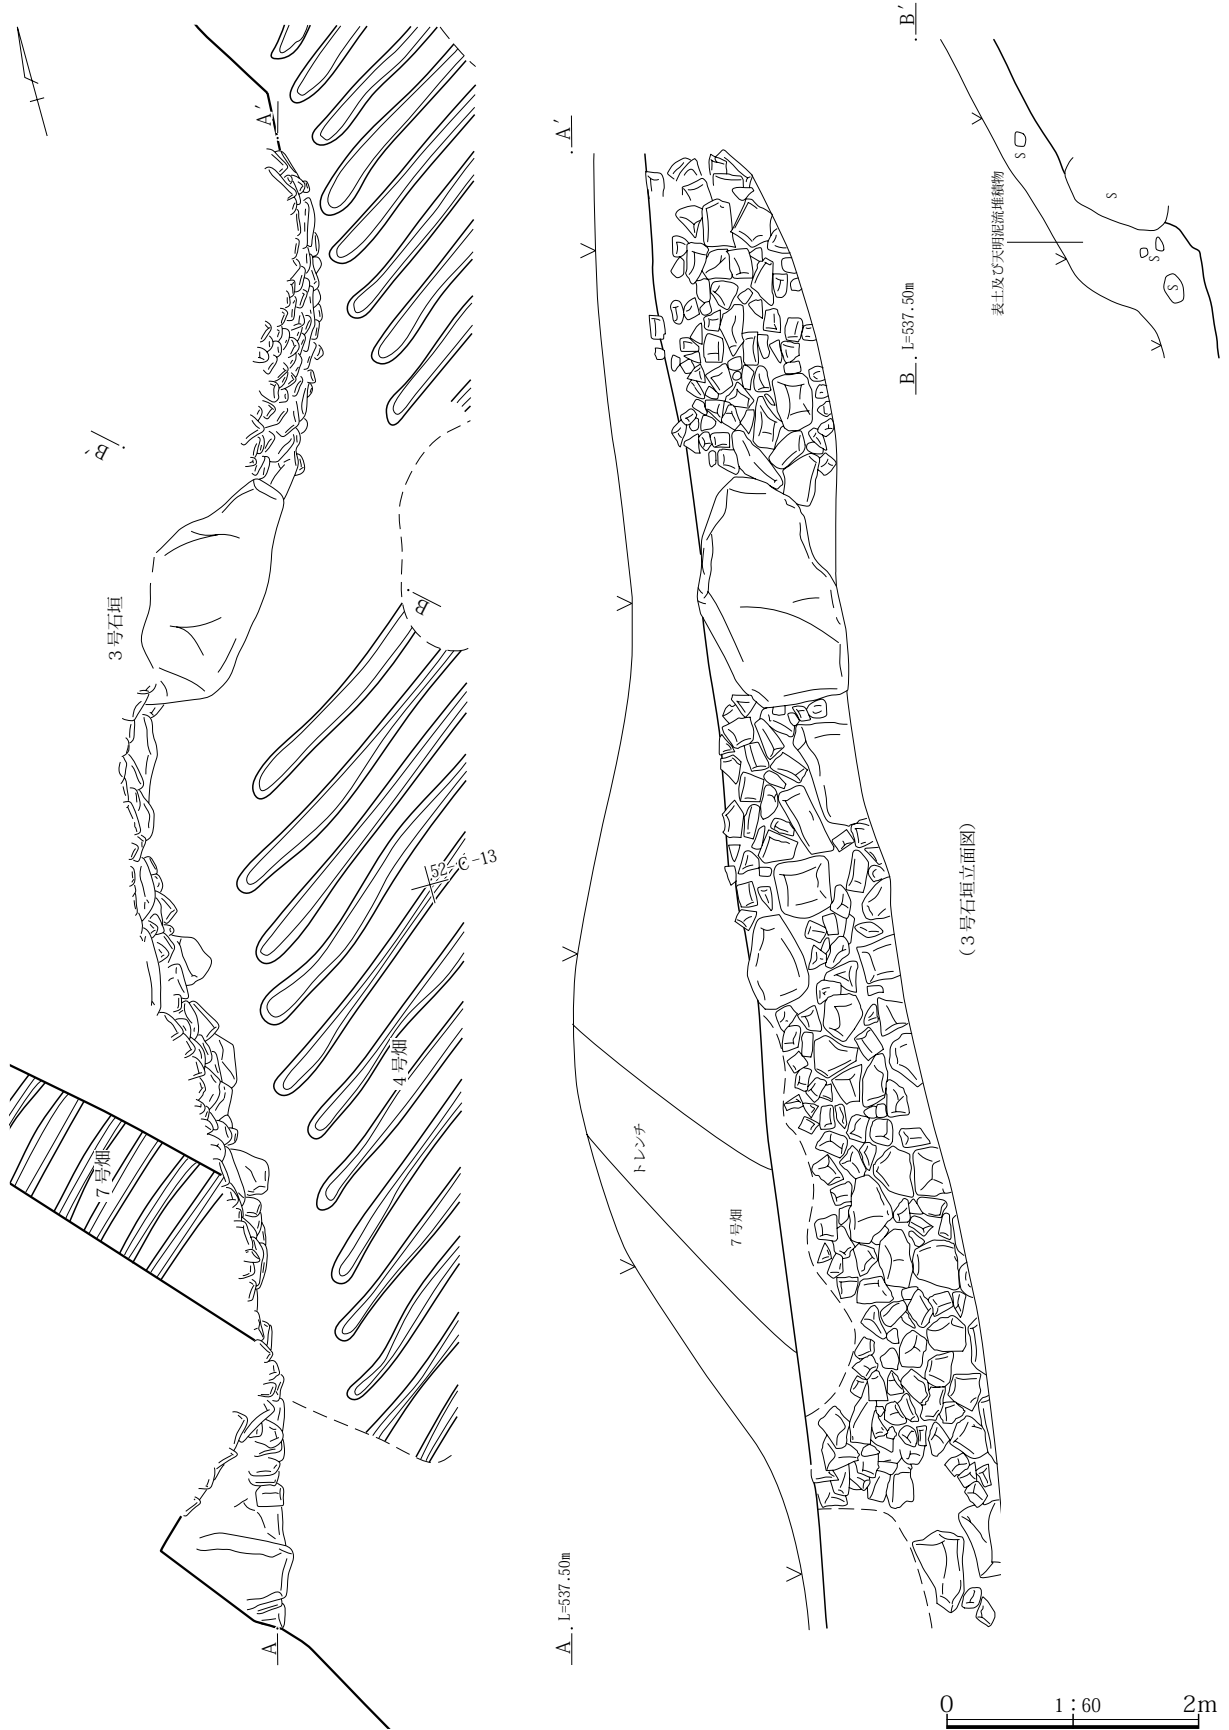 A′
B′
3号石垣
B
52-C-13
4号畑
7号畑
A
A′
トレンチ
7号畑
A . L=537.50m
B′
S
S
表土及び天明泥流堆積物
S
S
B . L=537.50m
(3号石垣立面図)
0 1:60 2m